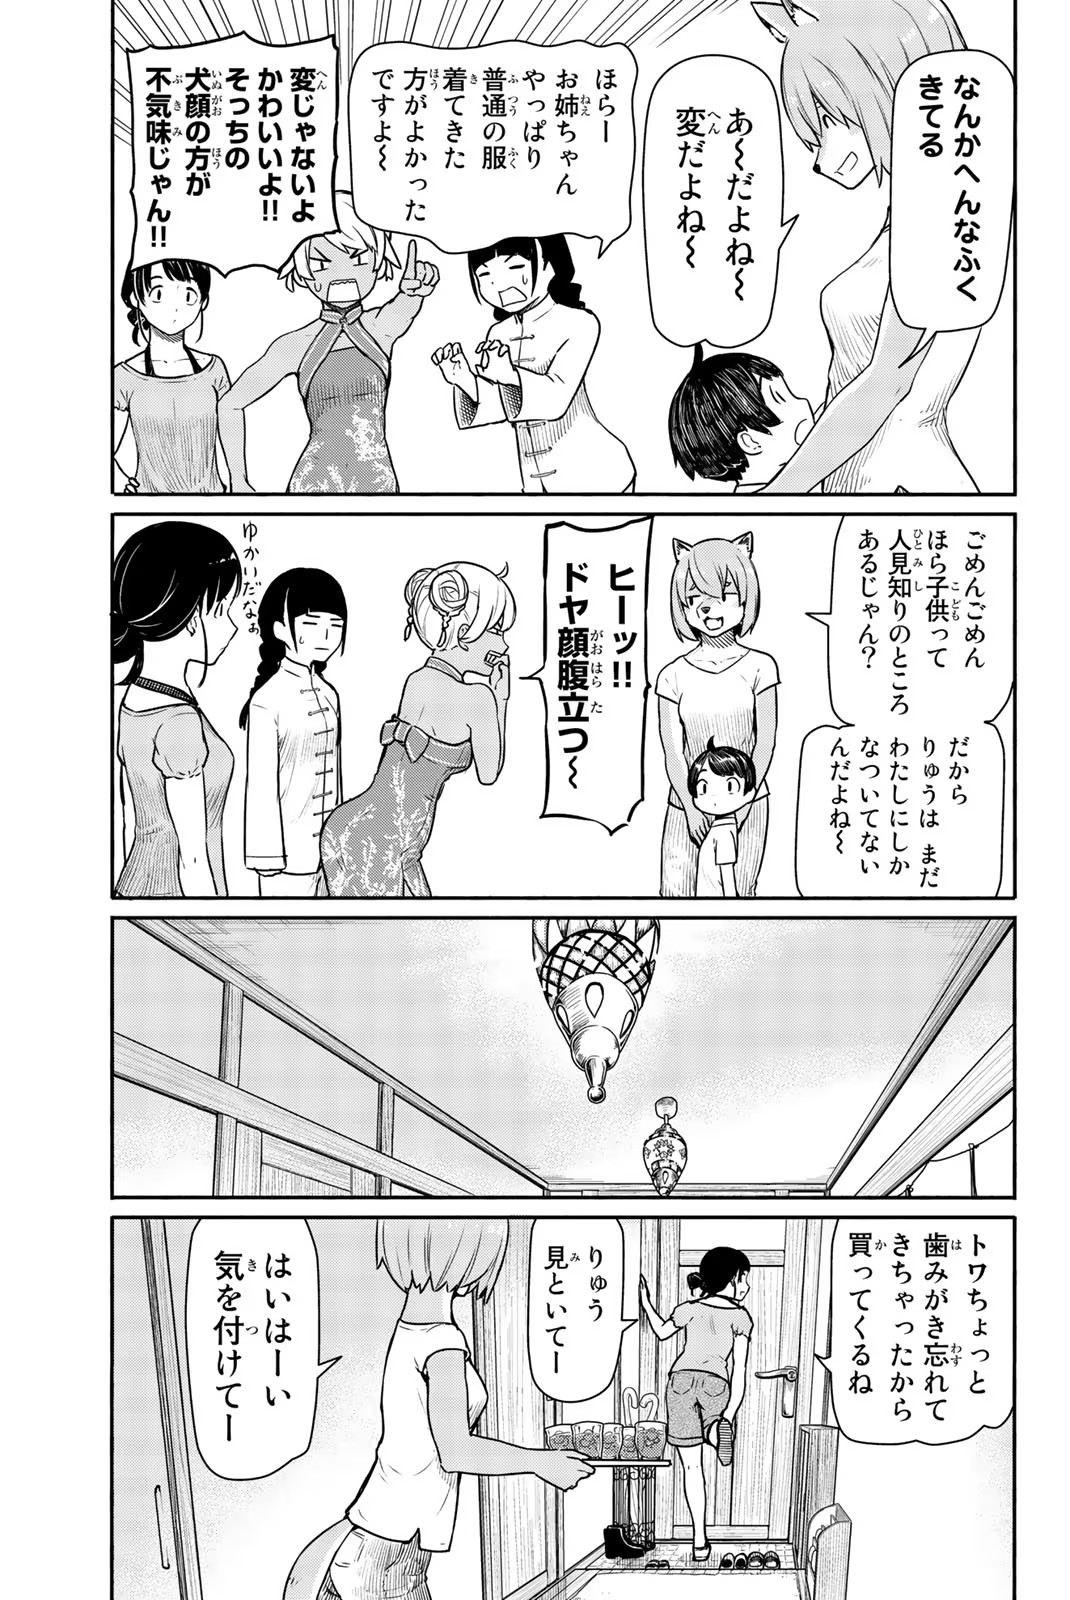 なんかへんなふく
きてる
あ〜だよね〜
変だよね〜
ほらー
お姉ちゃん
やっぱり
普通の服
着てきた
方がよかった
ですよ〜
変じゃないよ
かわいいよ!!
そっちの
犬顔の方が
不気味じゃん!!
ごめんごめん
ほら子供って
人見知りのところ
あるじゃん?
だから
りゅうは まだ
わたしにしか
なついてない
んだよね〜
ヒーッ!!
ドヤ顔腹立つ〜
ゆかいだなぁ
トワちょっと
歯みがき忘れて
きちゃったから
買ってくるね
りゅう
見といてー
はいはーい
気を付けてー